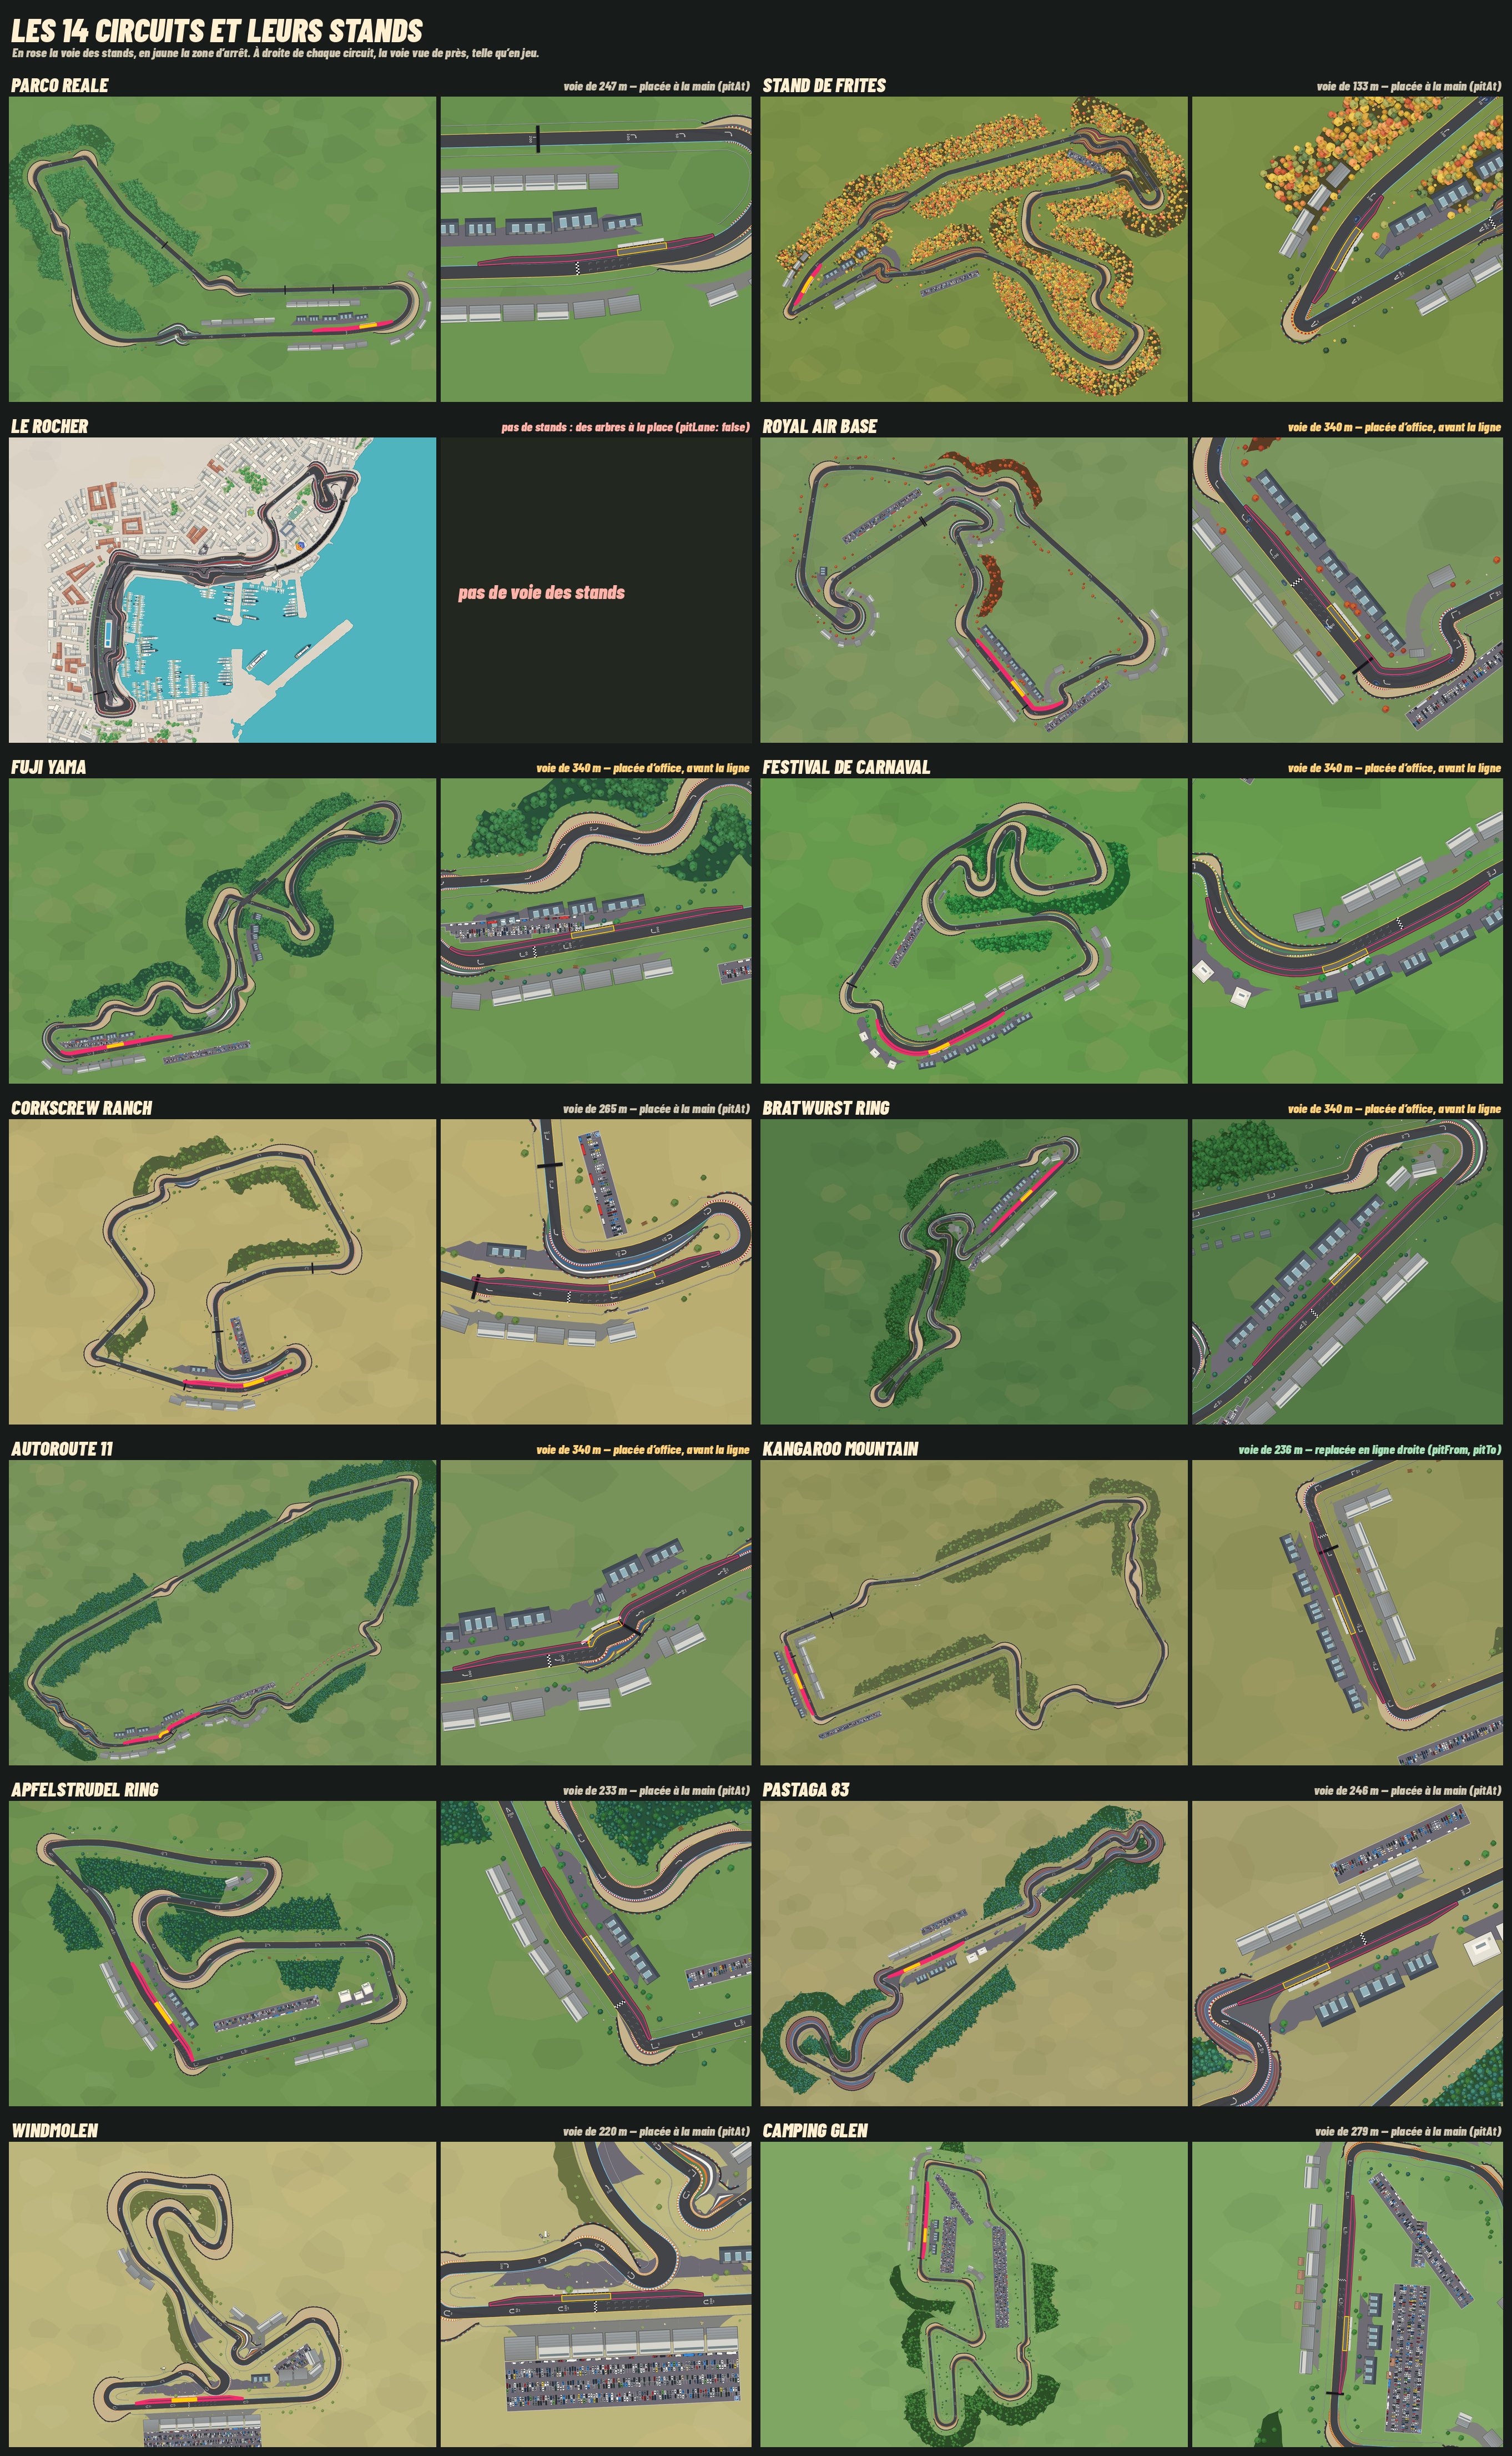 LES 14 CIRCUITS ET LEURS STANDS
En rose la voie des stands, en jaune la zone d'arrêt. À droite de chaque circuit, la voie vue de près, telle qu'en jeu.
PARCO REALE
voie de 247 m – placée à la main (pitAt)
STAND DE FRITES
voie de 133 m – placée à la main (pitAt)
LE ROCHER
pas de stands : des arbres à la place (pitLane: false)
pas de voie des stands
ROYAL AIR BASE
voie de 340 m – placée d'office, avant la ligne
FUJI YAMA
voie de 340 m – placée d'office, avant la ligne
FESTIVAL DE CARNAVAL
voie de 340 m – placée d'office, avant la ligne
CORKSCREW RANCH
voie de 265 m – placée à la main (pitAt)
BRATWURST RING
voie de 340 m – placée d'office, avant la ligne
AUTOROUTE 11
voie de 340 m – placée d'office, avant la ligne
KANGAROO MOUNTAIN
voie de 236 m – replacée en ligne droite (pitFrom, pitTo)
APFELSTRUDEL RING
voie de 233 m – placée à la main (pitAt)
PASTAGA 83
voie de 246 m – placée à la main (pitAt)
WINDMOLEN
voie de 220 m – placée à la main (pitAt)
CAMPING GLEN
voie de 279 m – placée à la main (pitAt)